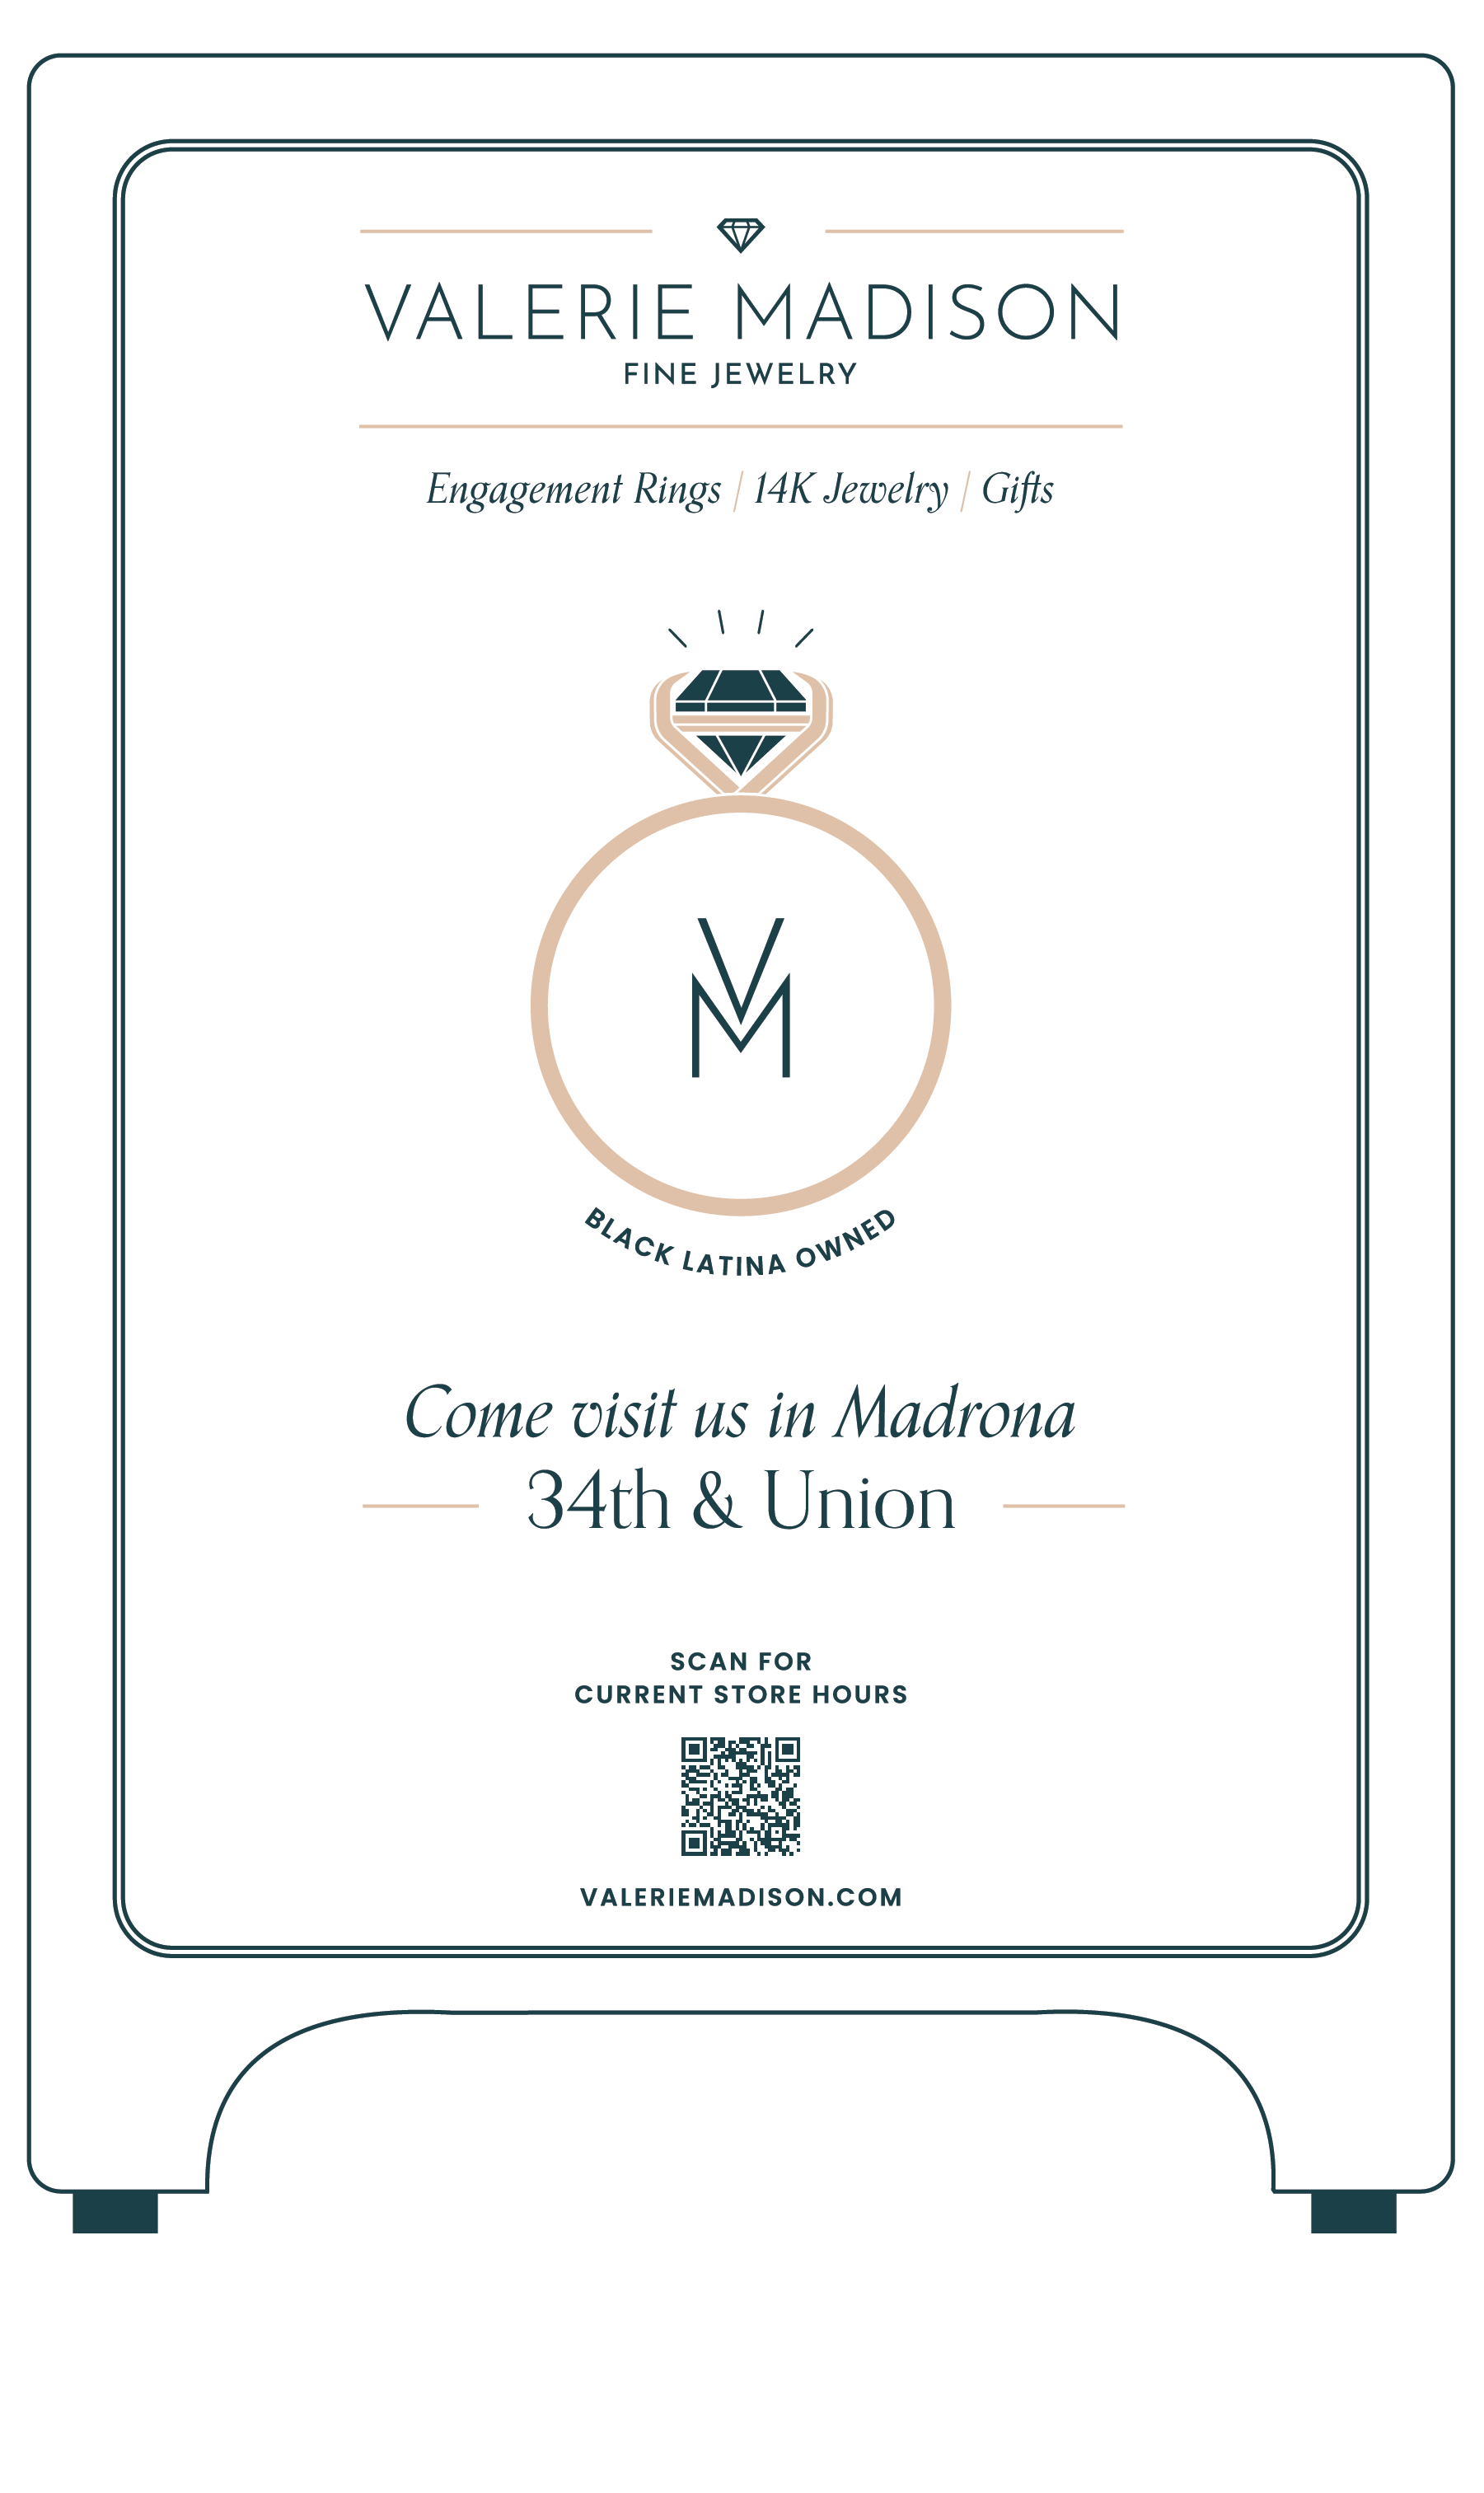 VALERIE MADISON
FINE JEWELRY
Engagement Rings | 14K Jewelry | Gifts
VM
BLACK LATINA OWNED
Come visit us in Madrona
34th & Union
SCAN FOR
CURRENT STORE HOURS
VALERIEMADISON.COM